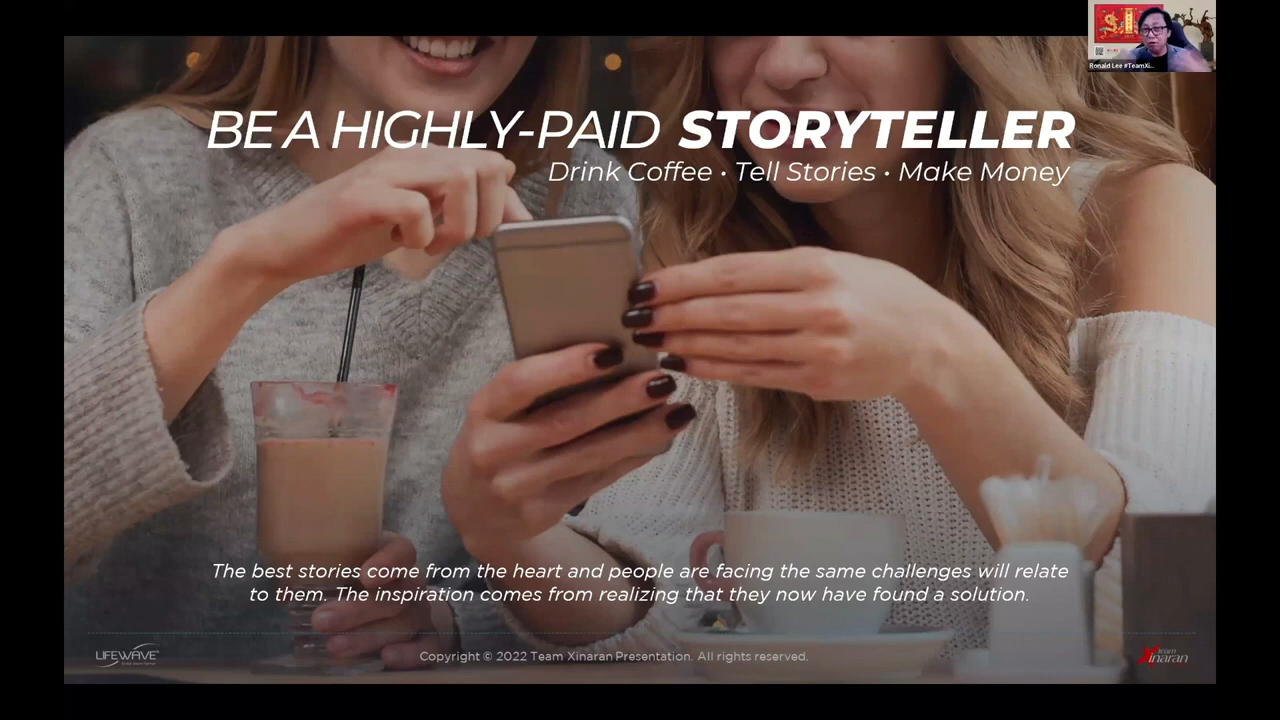 Ronald Lee #TeamXi...
BE A HIGHLY-PAID STORYTELLER
Drink Coffee • Tell Stories • Make Money
The best stories come from the heart and people are facing the same challenges will relate
to them. The inspiration comes from realizing that they now have found a solution.
LIFEWAVE®
Copyright © 2022 Team Xinaran Presentation. All rights reserved.
Team
Xinaran